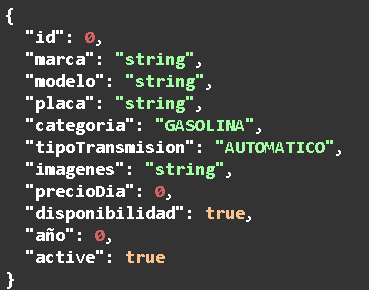 {
"id": 0,
"marca": "string",
"modelo": "string",
"placa": "string",
"categoria": "GASOLINA",
"tipoTransmision": "AUTOMATICO",
"imagenes": "string",
"precioDia": 0,
"disponibilidad": true,
"año": 0,
"active": true
}